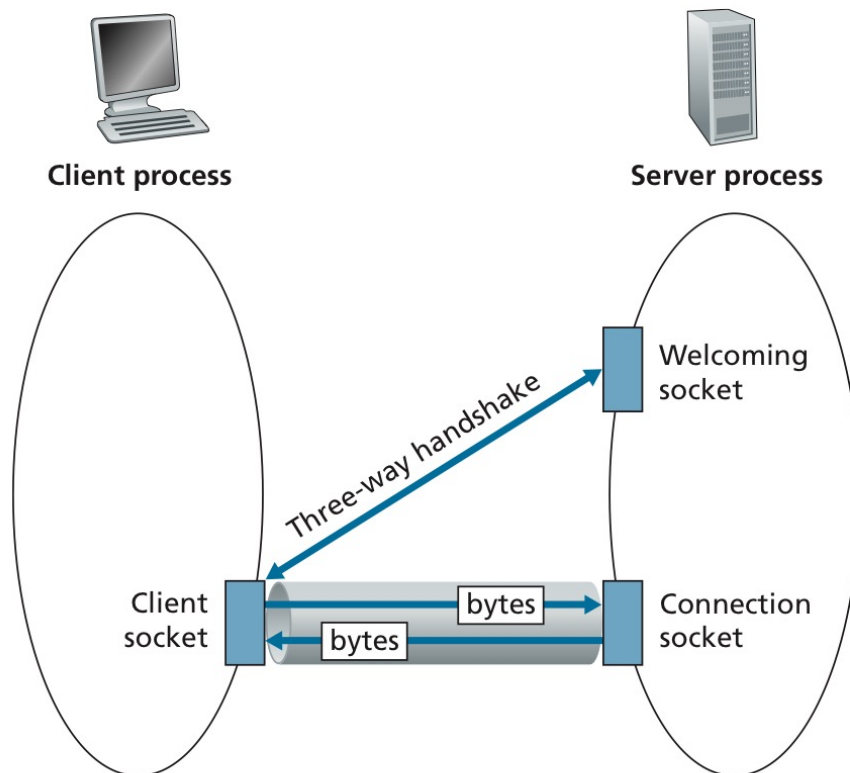 Client process
Server process
Welcoming
socket
Three-way handshake
Client
socket
bytes
bytes
Connection
socket